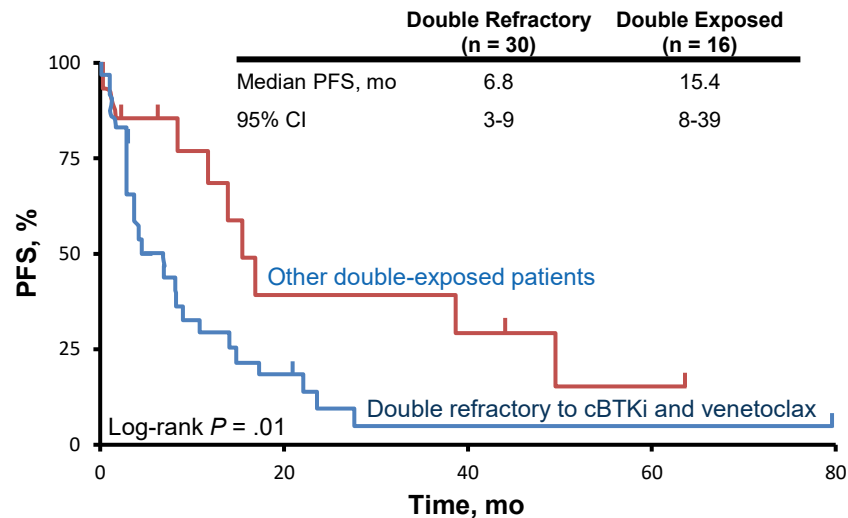 Double Refractory Double Exposed
(n = 30) (n = 16)
Median PFS, mo 6.8 15.4
95% CI 3-9 8-39
100
75
50
25
0
PFS, %
Other double-exposed patients
Double refractory to cBTKi and venetoclax
Log-rank P = .01
0 20 40 60 80
Time, mo